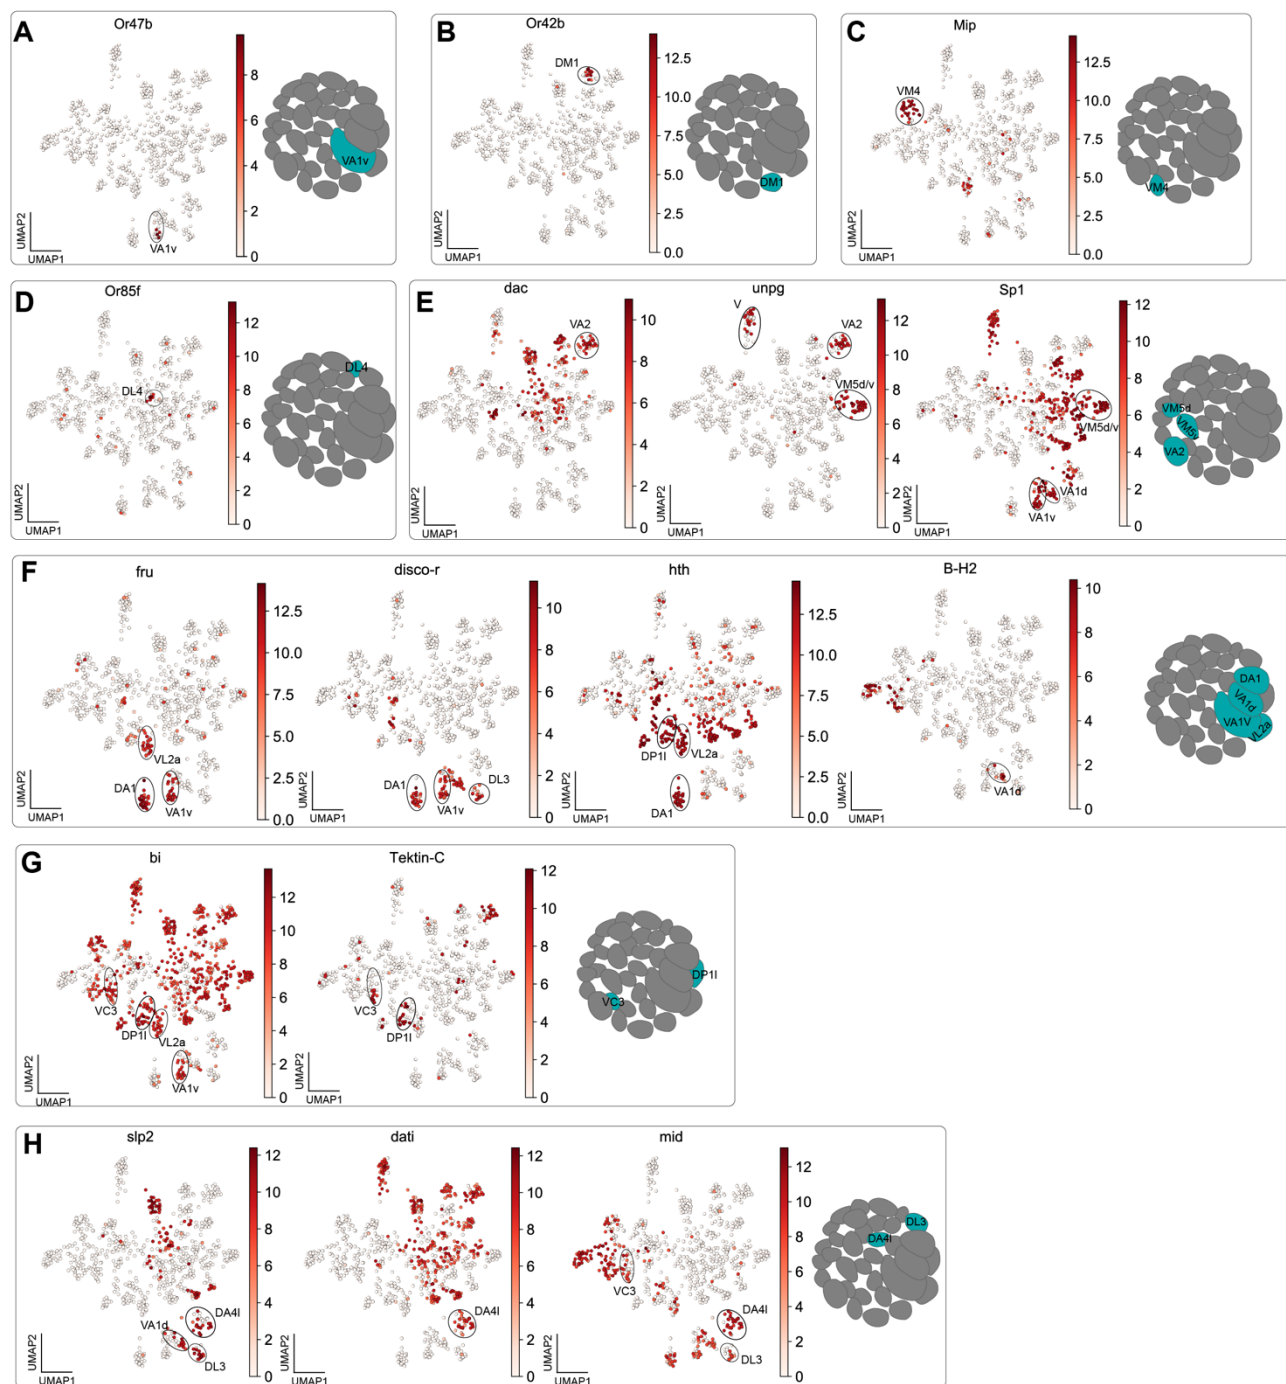 A
Or47b
8
6
4
2
0
VA1v
VA1v
UMAP2
UMAP1
B
Or42b
DM1
12.5
10.0
7.5
5.0
2.5
0.0
DM1
UMAP2
UMAP1
C
Mip
VM4
12.5
10.0
7.5
5.0
2.5
0.0
VM4
UMAP2
UMAP1
D
Or85f
DL4
12
10
8
6
4
2
0
DL4
UMAP2
UMAP1
E
dac
VA2
10
8
6
4
2
0
UMAP2
UMAP1
unpg
V
VA2
VM5d/v
12
10
8
6
4
2
0
UMAP2
UMAP1
Sp1
VM5d/v
VA1d
VA1v
12
10
8
6
4
2
0
UMAP2
UMAP1
VM5d
VM5v
VA2
F
fru
VL2a
DA1
VA1v
12.5
10.0
7.5
5.0
2.5
0.0
UMAP2
UMAP1
disco-r
DA1
VA1v
DL3
10
8
6
4
2
0
UMAP2
UMAP1
hth
DP1l
VL2a
DA1
12.5
10.0
7.5
5.0
2.5
0.0
UMAP2
UMAP1
B-H2
VA1d
10
8
6
4
2
0
UMAP2
UMAP1
DA1
VA1d
VA1V
VL2a
G
bi
VC3
DP1l
VL2a
VA1v
12
10
8
6
4
2
0
UMAP2
UMAP1
Tektin-C
VC3
DP1l
12
10
8
6
4
2
0
UMAP2
UMAP1
DP1l
VC3
H
slp2
VA1d
DA4l
DL3
12
10
8
6
4
2
0
UMAP2
UMAP1
dati
DA4l
12
10
8
6
4
2
0
UMAP2
UMAP1
mid
VC3
DA4l
DL3
12
10
8
6
4
2
0
UMAP2
UMAP1
DL3
DA4l